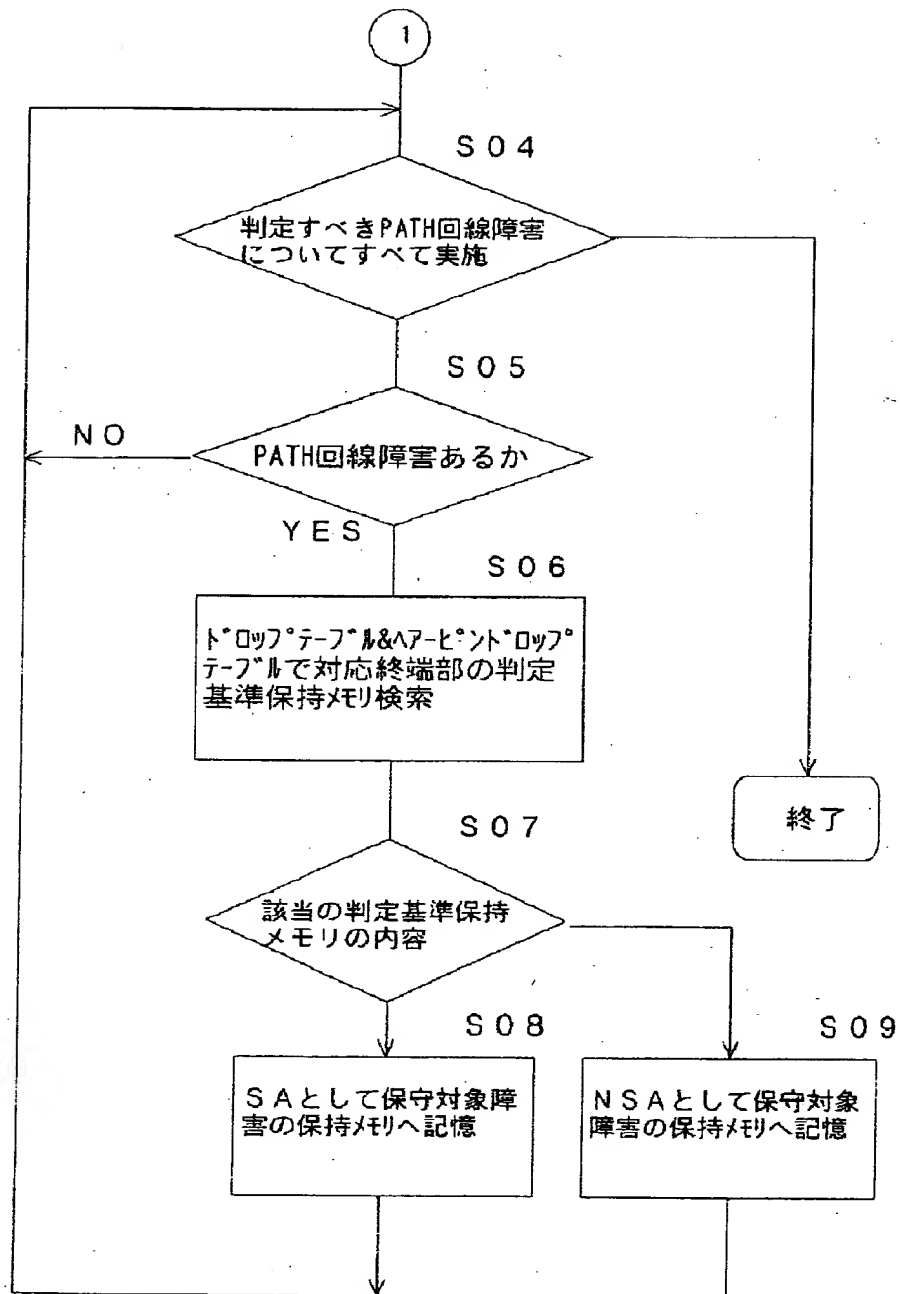 1
S04
判定すべきPATH回線障害
についてすべて実施
S05
NO
PATH回線障害あるか
YES
S06
ﾄﾞﾛｯﾌﾟﾃｰﾌﾞﾙ&ﾍｱｰﾋﾟﾝﾄﾞﾛｯﾌﾟ
ﾃｰﾌﾞﾙで対応終端部の判定
基準保持ﾒﾓﾘ検索
終了
S07
該当の判定基準保持
メモリの内容
S08
S09
SAとして保守対象障
害の保持ﾒﾓﾘへ記憶
NSAとして保守対象
障害の保持ﾒﾓﾘへ記憶